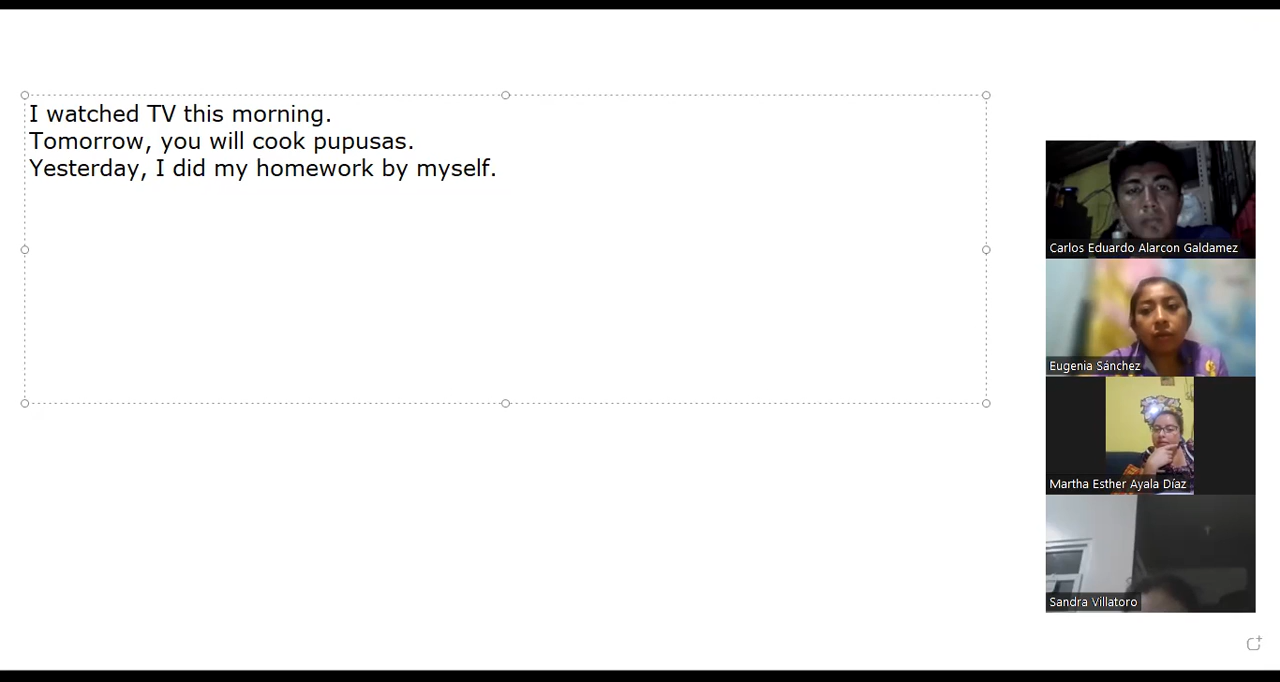 I watched TV this morning.
Tomorrow, you will cook pupusas.
Yesterday, I did my homework by myself.
Carlos Eduardo Alarcon Galdamez
Eugenia Sánchez
Martha Esther Ayala Díaz
Sandra Villatoro